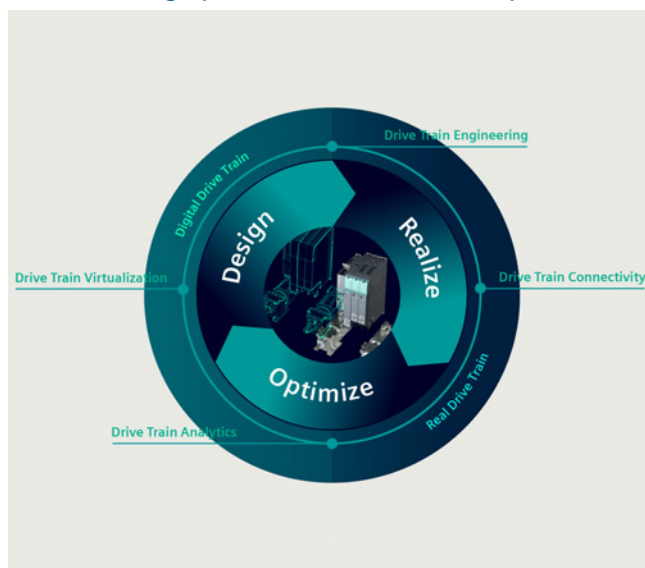 Drive Train Engineering
Digital Drive Train
Design
Realize
Drive Train Virtualization
Drive Train Connectivity
Optimize
Real Drive Train
Drive Train Analytics